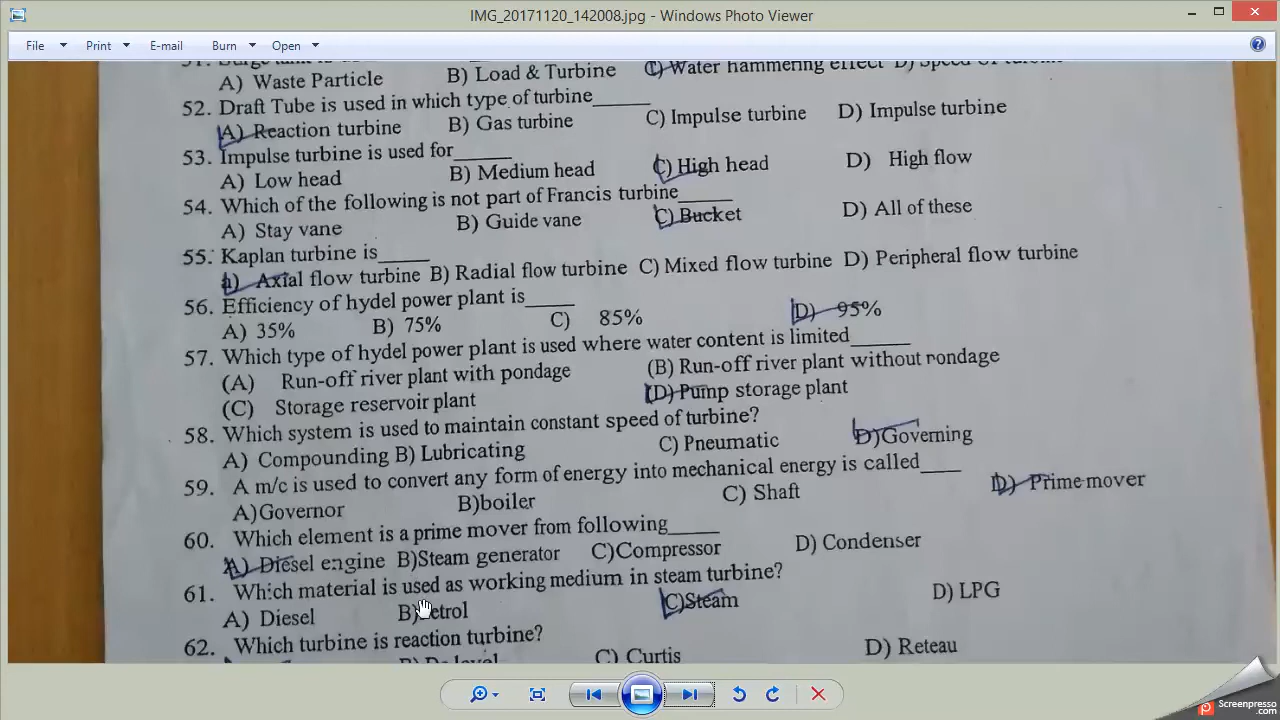 IMG_20171120_142008.jpg - Windows Photo Viewer
File Print E-mail Burn Open
A) Waste Particle B) Load & Turbine C) Water hammering effect D)
52. Draft Tube is used in which type of turbine______
A) Reaction turbine B) Gas turbine C) Impulse turbine D) Impulse turbine
53. Impulse turbine is used for______
A) Low head B) Medium head C) High head D) High flow
54. Which of the following is not part of Francis turbine______
A) Stay vane B) Guide vane C) Bucket D) All of these
55. Kaplan turbine is_____
a) Axial flow turbine B) Radial flow turbine C) Mixed flow turbine D) Peripheral flow turbine
56. Efficiency of hydel power plant is_____
A) 35% B) 75% C) 85% D) 95%
57. Which type of hydel power plant is used where water content is limited______
(A) Run-off river plant with pondage (B) Run-off river plant without pondage
(C) Storage reservoir plant (D) Pump storage plant
58. Which system is used to maintain constant speed of turbine?
A) Compounding B) Lubricating C) Pneumatic D)Governing
59. A m/c is used to convert any form of energy into mechanical energy is called____
A)Governor B)boiler C) Shaft D) Prime mover
60. Which element is a prime mover from following_____
A) Diesel engine B)Steam generator C)Compressor D) Condenser
61. Which material is used as working medium in steam turbine?
A) Diesel B)Petrol C)Steam D) LPG
62. Which turbine is reaction turbine?
C) Curtis D) Reteau
Screenpresso
.com